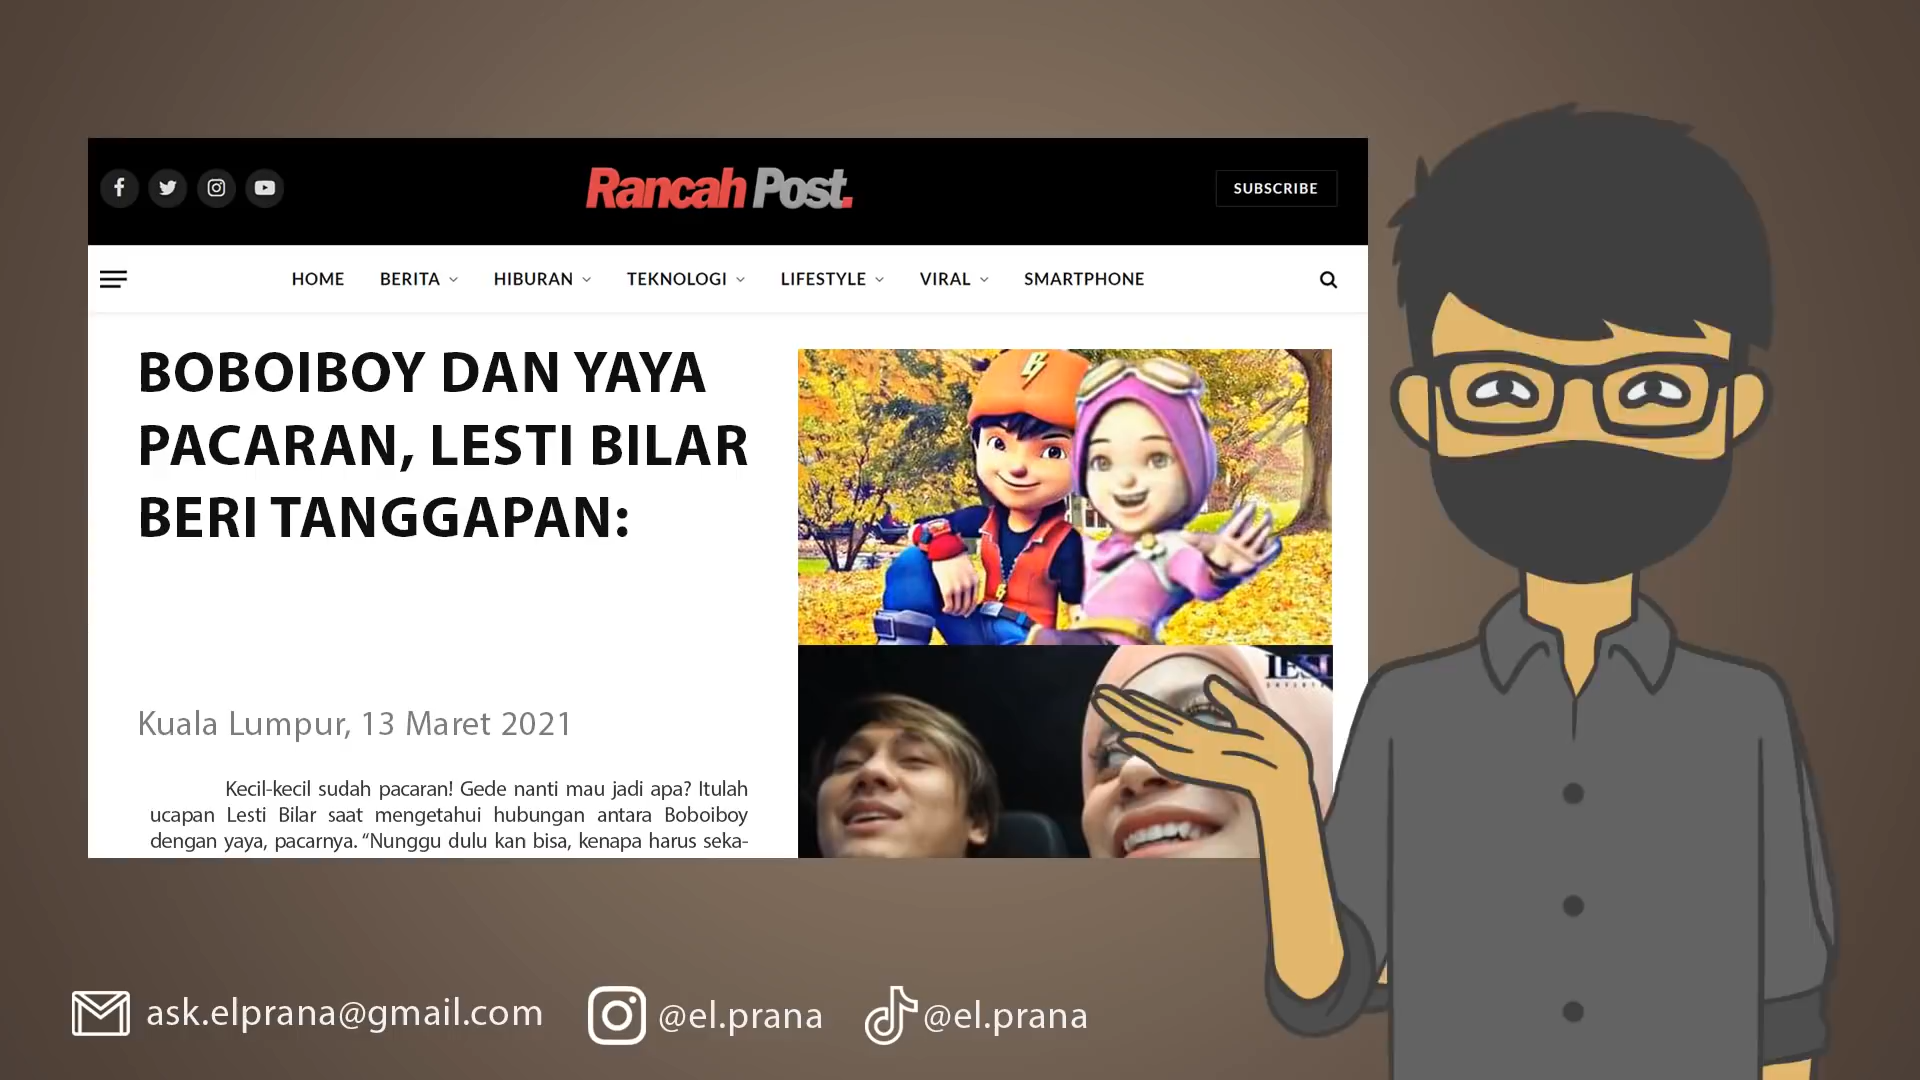 Rancah Post.
SUBSCRIBE
HOME BERITA HIBURAN TEKNOLOGI LIFESTYLE VIRAL SMARTPHONE
BOBOIBOY DAN YAYA
PACARAN, LESTI BILAR
BERI TANGGAPAN:
Kuala Lumpur, 13 Maret 2021
Kecil-kecil sudah pacaran! Gede nanti mau jadi apa? Itulah
ucapan Lesti Bilar saat mengetahui hubungan antara Boboiboy
dengan yaya, pacarnya. “Nunggu dulu kan bisa, kenapa harus seka-
ask.elprana@gmail.com @el.prana @el.prana